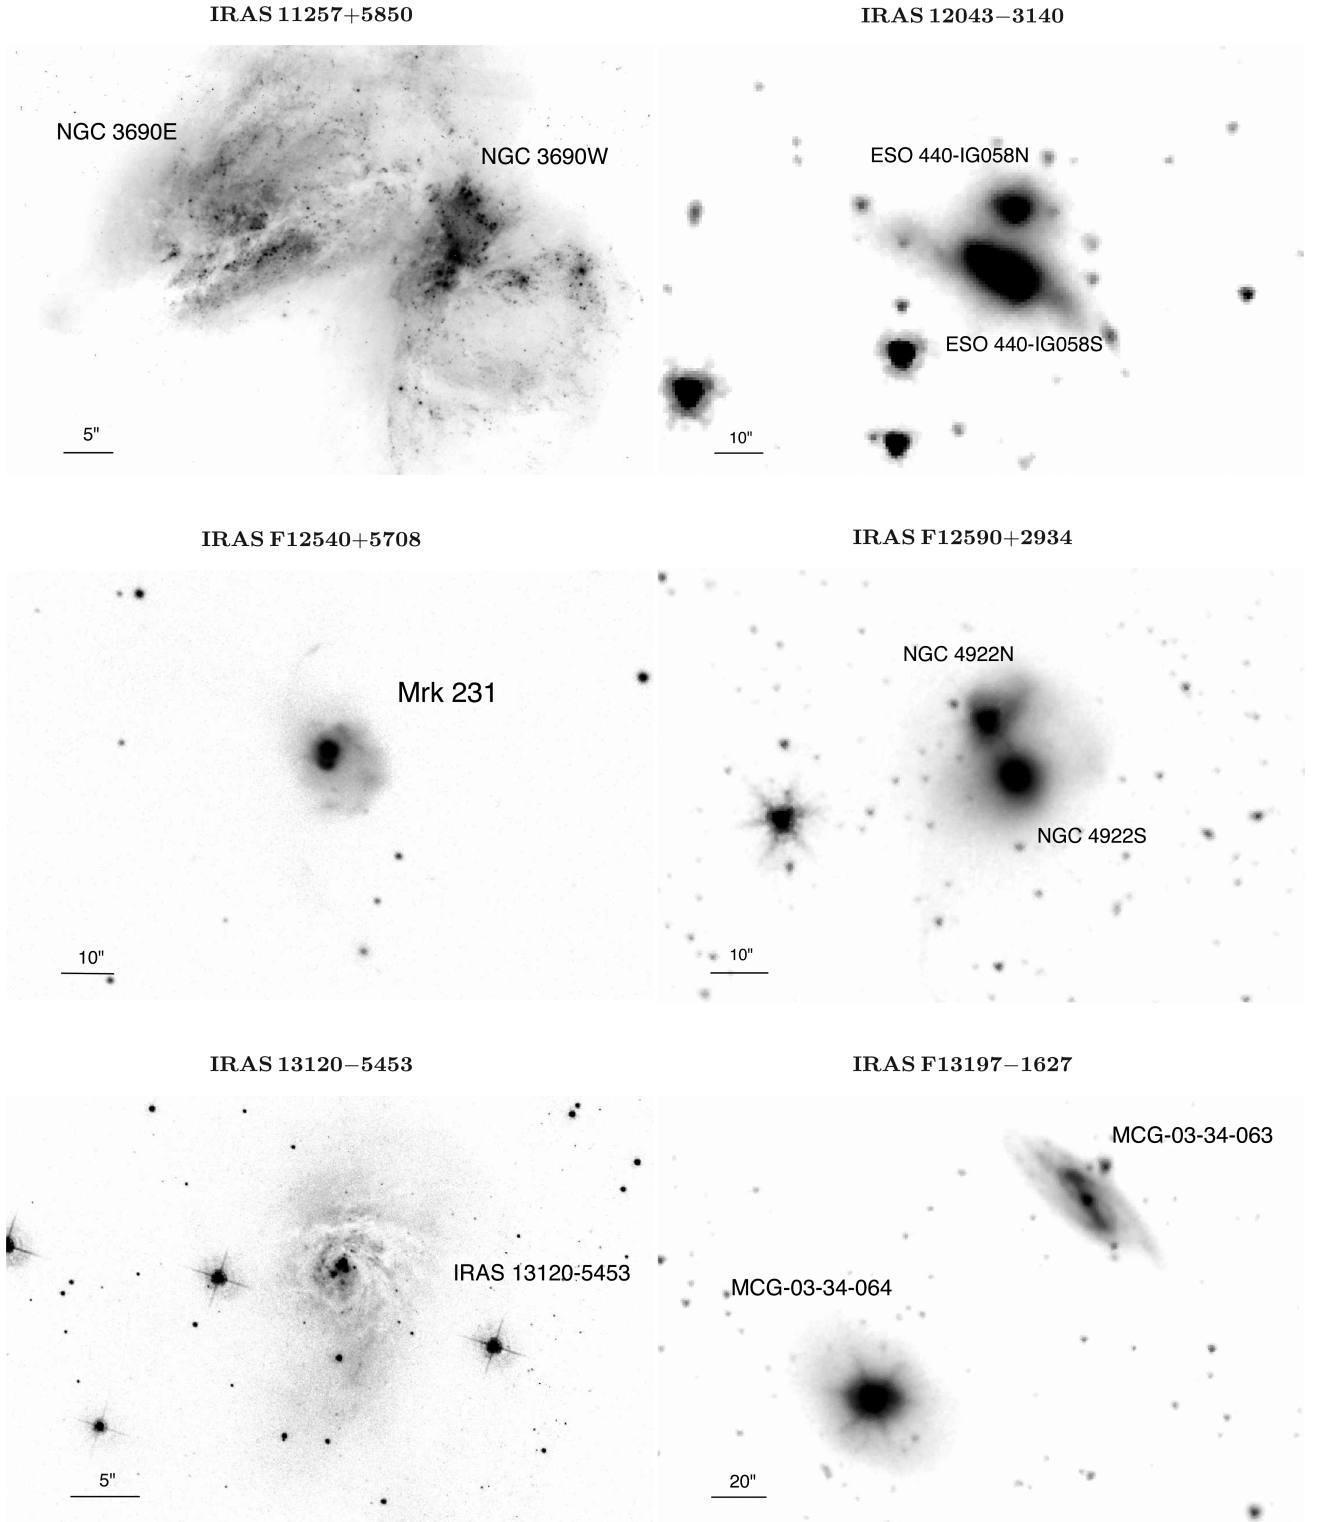 IRAS 11257+5850
IRAS 12043−3140
NGC 3690E
NGC 3690W
5"
ESO 440-IG058N
ESO 440-IG058S
10"
IRAS F12540+5708
IRAS F12590+2934
Mrk 231
10"
NGC 4922N
NGC 4922S
10"
IRAS 13120−5453
IRAS F13197−1627
IRAS 13120-5453
5"
MCG-03-34-063
MCG-03-34-064
20"